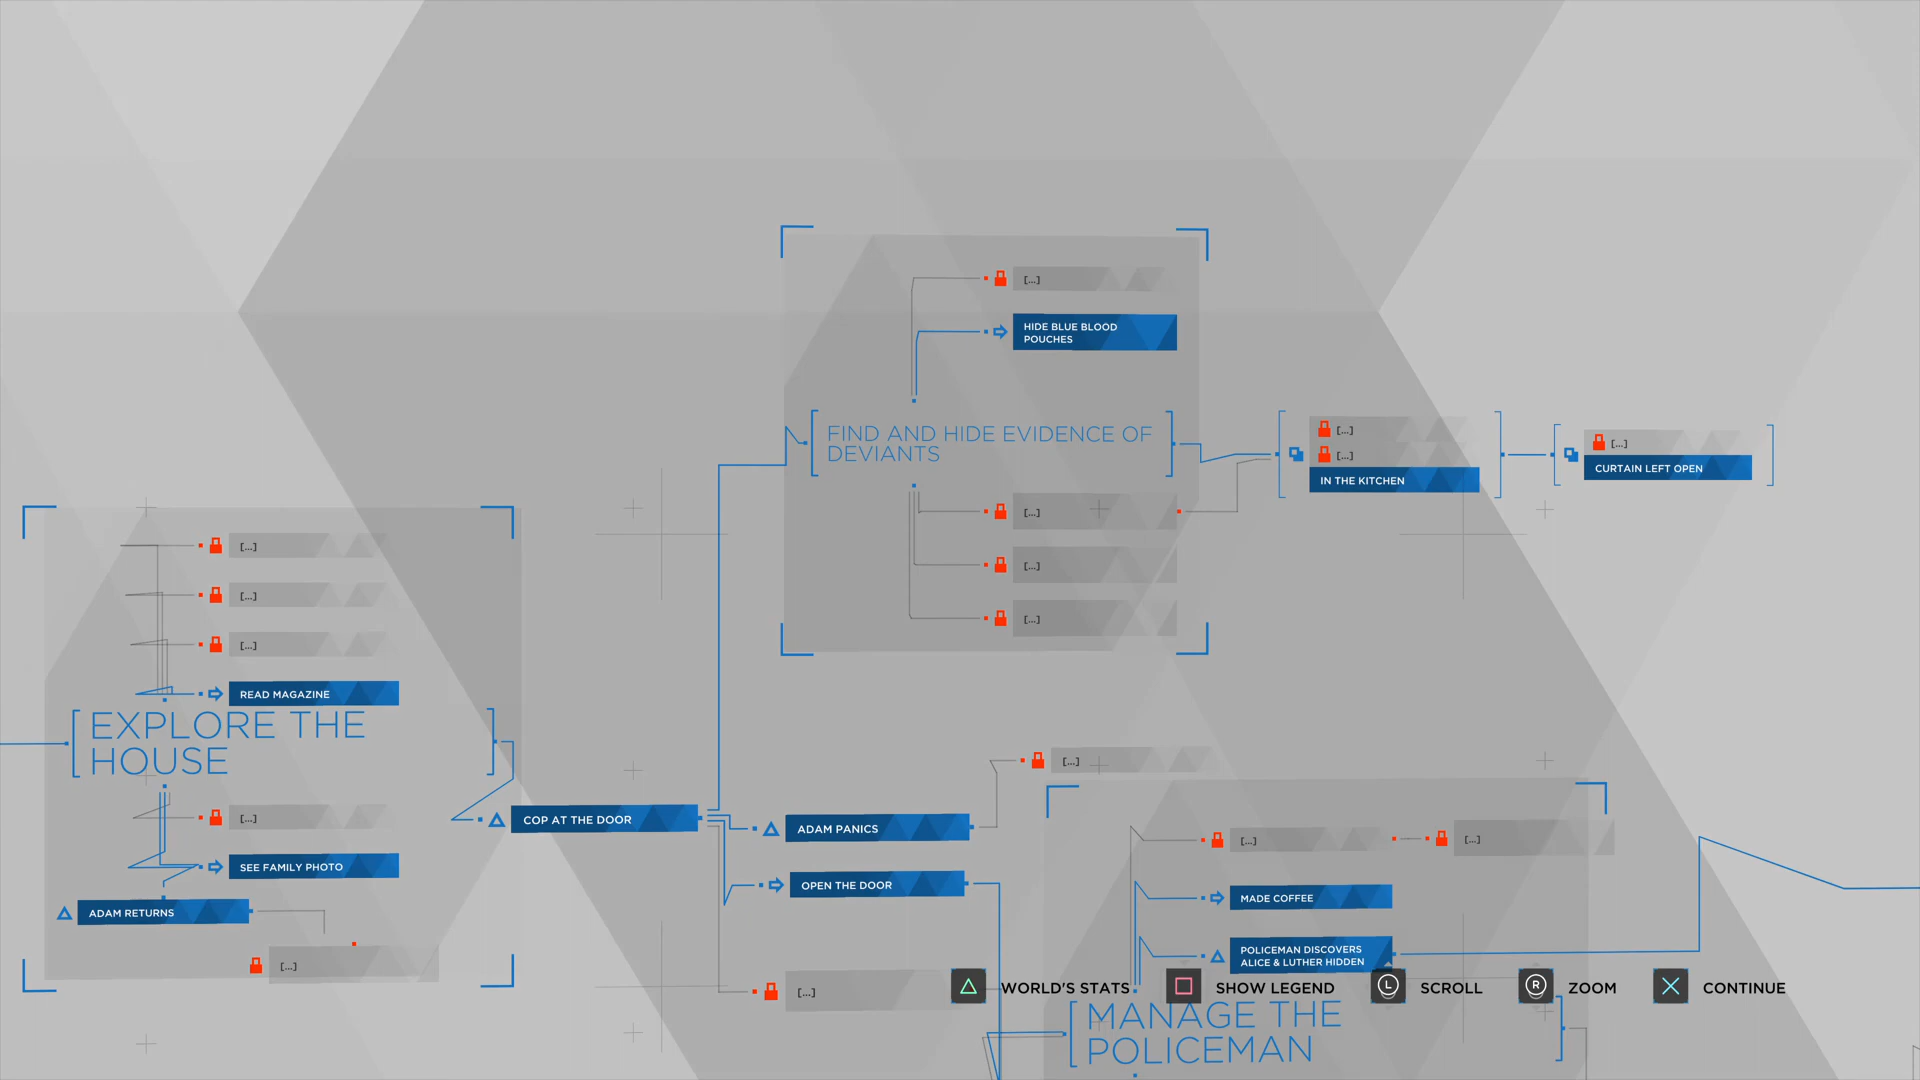 [...]
HIDE BLUE BLOOD
POUCHES
FIND AND HIDE EVIDENCE OF
DEVIANTS
[...]
[...]
IN THE KITCHEN
[...]
CURTAIN LEFT OPEN
[...]
[...]
[...]
[...]
[...]
[...]
READ MAGAZINE
EXPLORE THE
HOUSE
[...]
SEE FAMILY PHOTO
ADAM RETURNS
[...]
COP AT THE DOOR
ADAM PANICS
[...]
OPEN THE DOOR
[...]
[...]
[...]
MADE COFFEE
POLICEMAN DISCOVERS
ALICE & LUTHER HIDDEN
MANAGE THE
POLICEMAN
WORLD'S STATS
SHOW LEGEND
L SCROLL
R ZOOM
CONTINUE